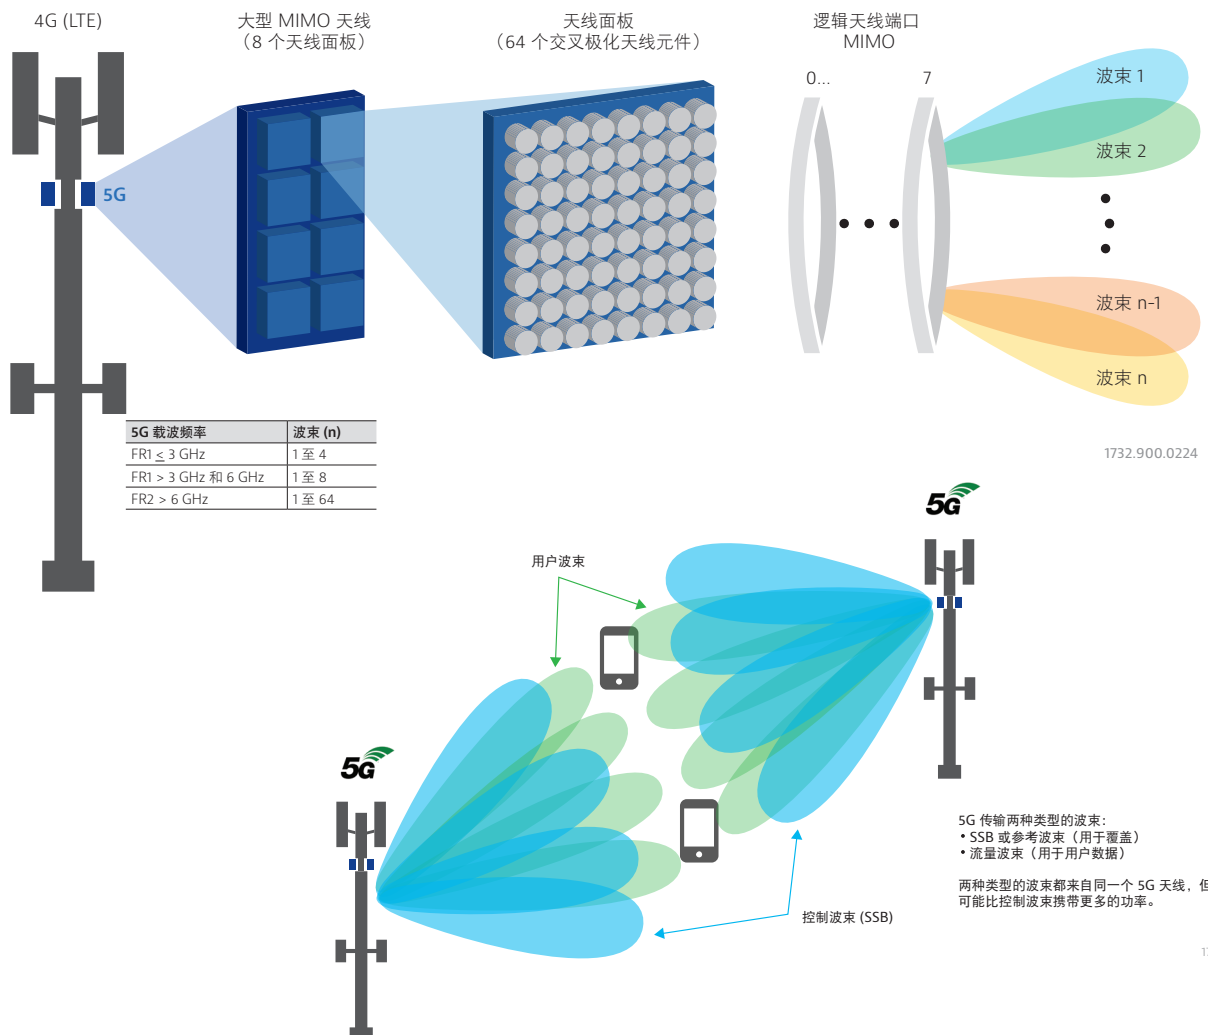 4G (LTE)
大型 MIMO 天线
（8 个天线面板）
天线面板
（64 个交叉极化天线元件）
逻辑天线端口
MIMO
0...
7
波束 1
波束 2
波束 n-1
波束 n
5G
5G 载波频率 波束 (n)
FR1 ≤ 3 GHz 1 至 4
FR1 > 3 GHz 和 6 GHz 1 至 8
FR2 > 6 GHz 1 至 64
1732.900.0224
5G
用户波束
5G
控制波束 (SSB)
5G 传输两种类型的波束：
• SSB 或参考波束（用于覆盖）
• 流量波束（用于用户数据）
两种类型的波束都来自同一个 5G 天线，但
可能比控制波束携带更多的功率。